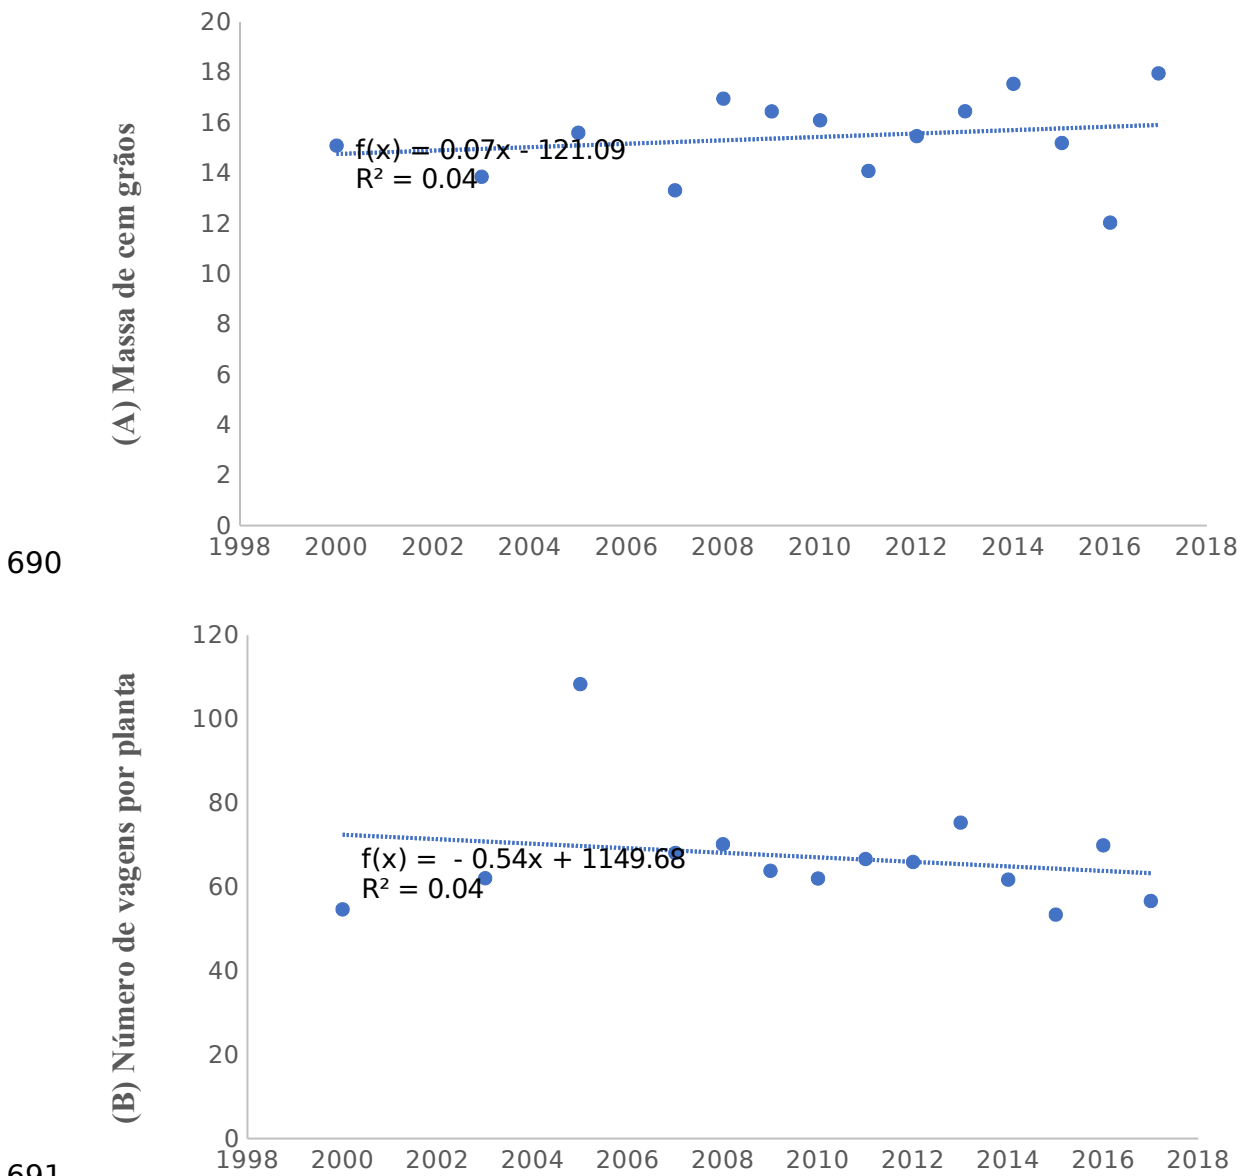 20
18
16
14
12
10
8
6
4
2
0
(A) Massa de cem grãos
f(x) = 0.07x - 121.09
R² = 0.04
1998 2000 2002 2004 2006 2008 2010 2012 2014 2016 2018
690
120
100
80
60
40
20
0
(B) Número de vagens por planta
f(x) = - 0.54x + 1149.68
R² = 0.04
1998 2000 2002 2004 2006 2008 2010 2012 2014 2016 2018
691